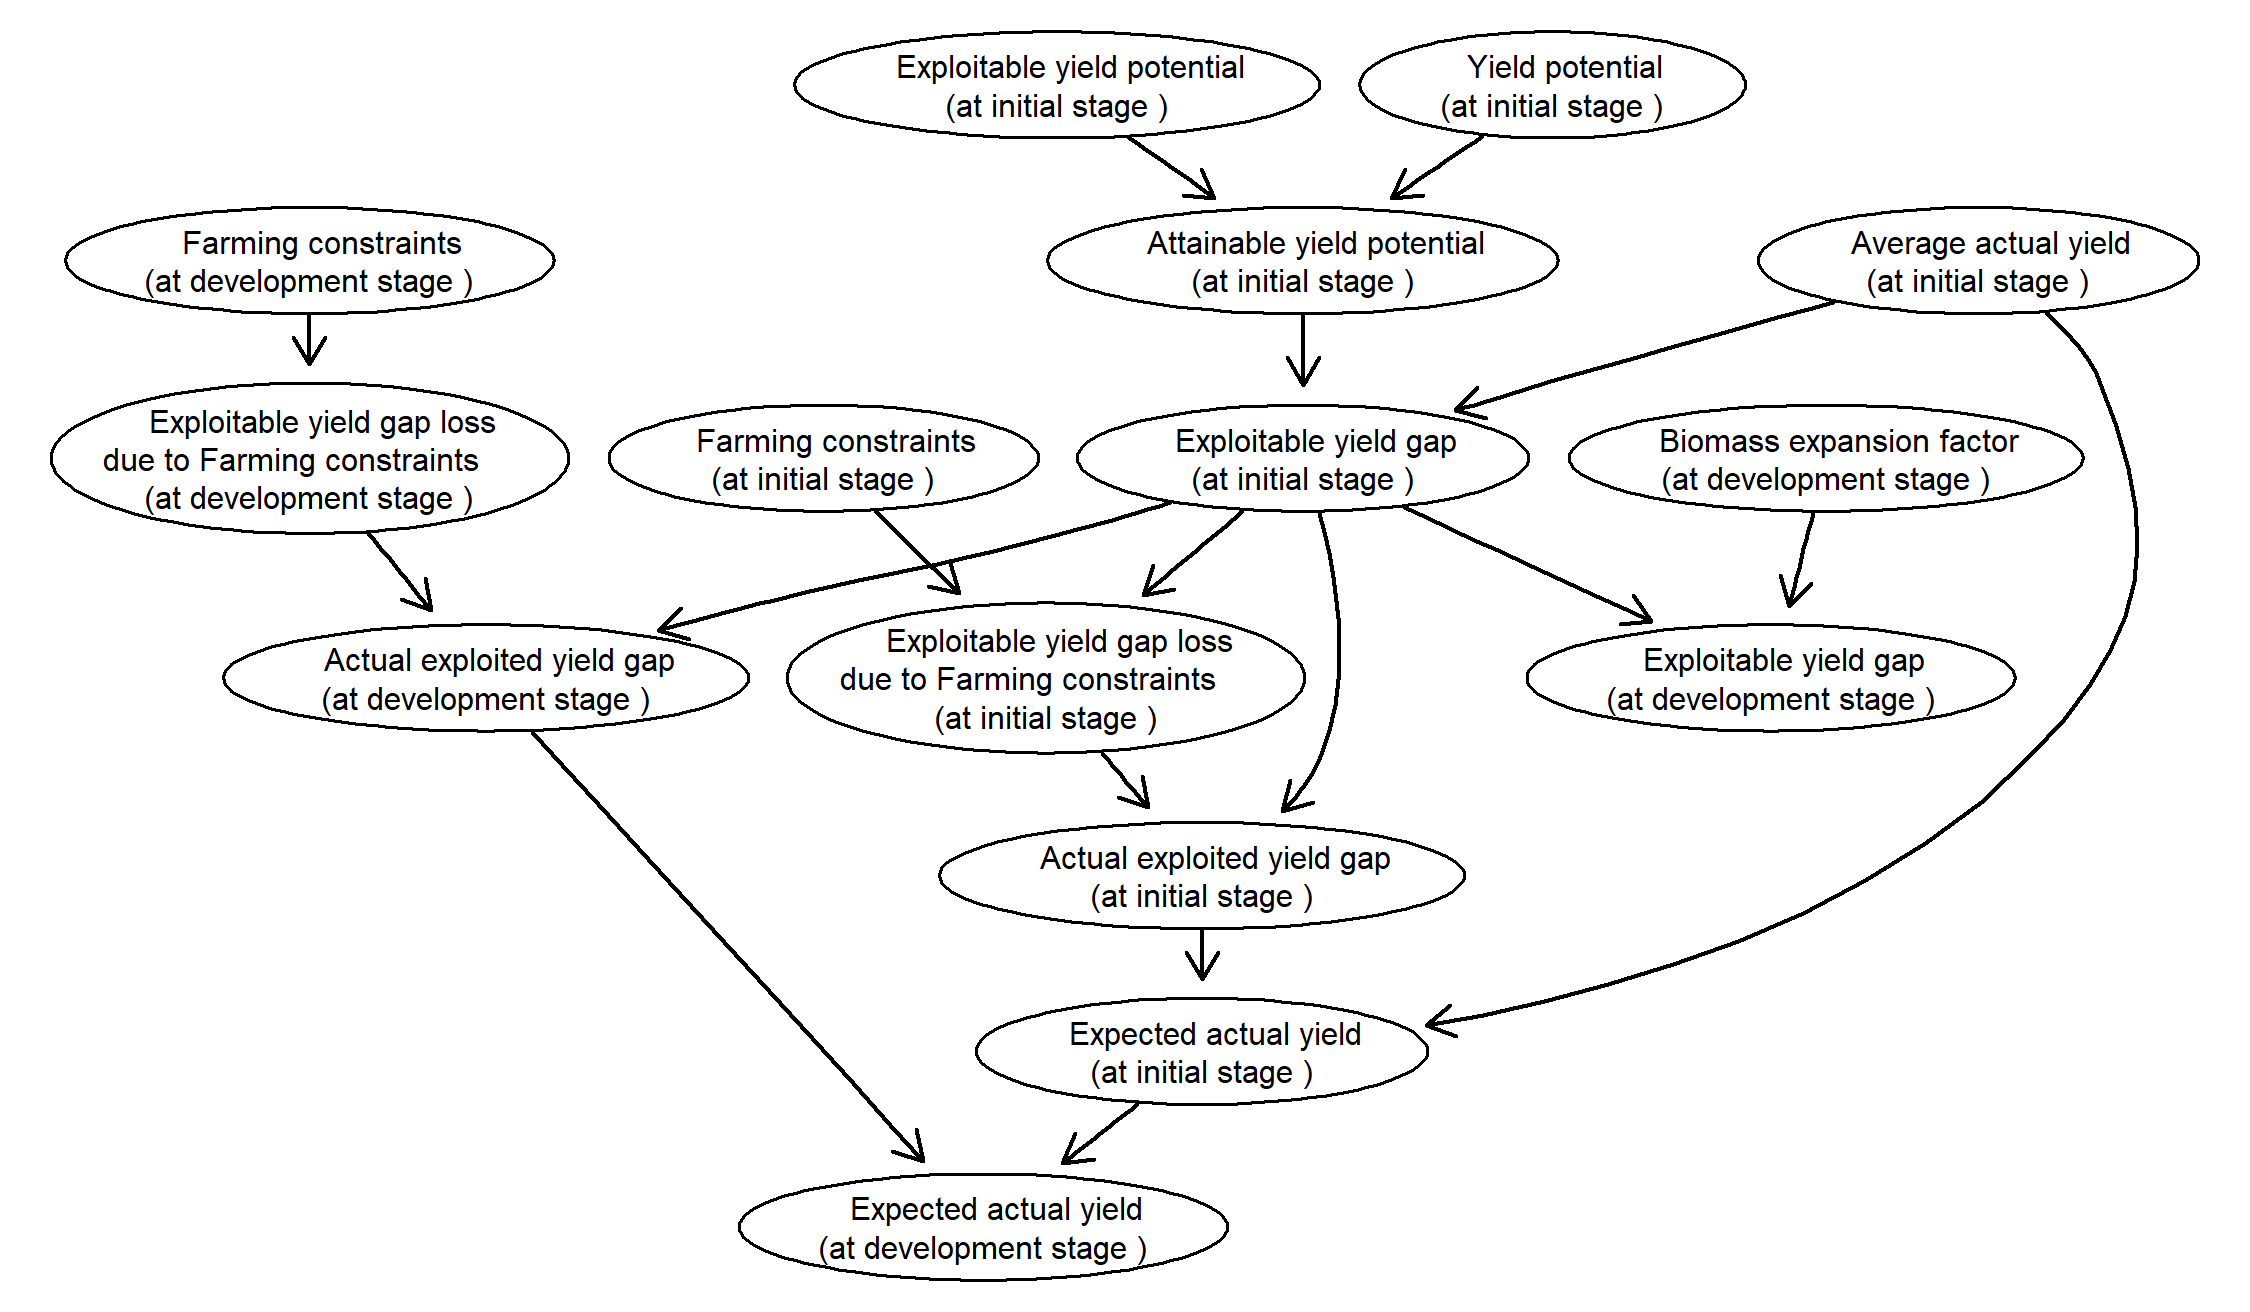 Exploitable yield potential
(at initial stage )
Yield potential
(at initial stage )
Farming constraints
(at development stage )
Attainable yield potential
(at initial stage )
Average actual yield
(at initial stage )
Exploitable yield gap loss
due to Farming constraints
(at development stage )
Farming constraints
(at initial stage )
Exploitable yield gap
(at initial stage )
Biomass expansion factor
(at development stage )
Actual exploited yield gap
(at development stage )
Exploitable yield gap loss
due to Farming constraints
(at initial stage )
Exploitable yield gap
(at development stage )
Actual exploited yield gap
(at initial stage )
Expected actual yield
(at initial stage )
Expected actual yield
(at development stage )